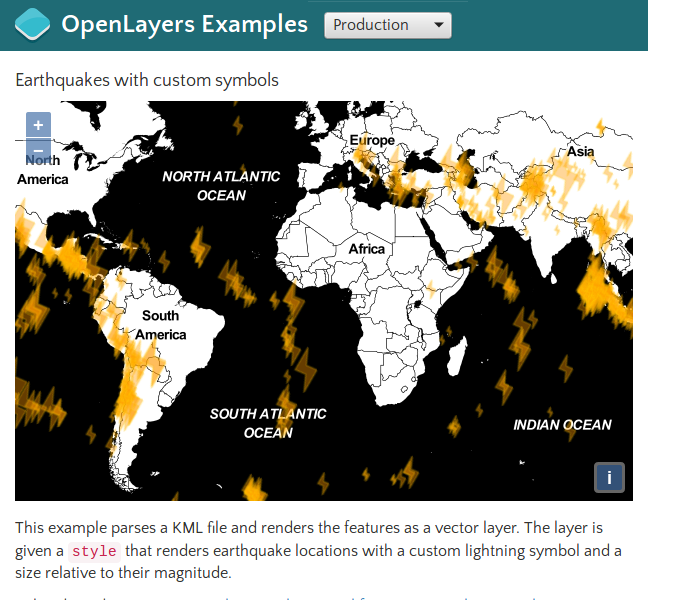 OpenLayers Examples
Production
Earthquakes with custom symbols
+
−
North
America
NORTH ATLANTIC
OCEAN
Europe
Asia
Africa
South
America
SOUTH ATLANTIC
OCEAN
INDIAN OCEAN
i
This example parses a KML file and renders the features as a vector layer. The layer is
given a style that renders earthquake locations with a custom lightning symbol and a
size relative to their magnitude.